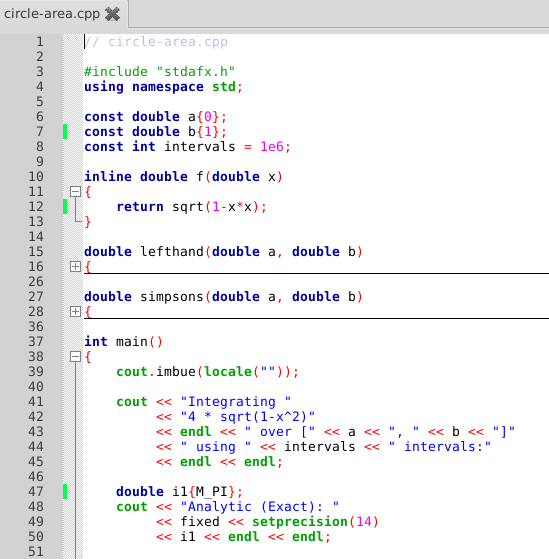 circle-area.cpp
1 // circle-area.cpp
2
3 #include "stdafx.h"
4 using namespace std;
5
6 const double a{0};
7 const double b{1};
8 const int intervals = 1e6;
9
10 inline double f(double x)
11 {
12 return sqrt(1-x*x);
13 }
14
15 double lefthand(double a, double b)
16 {
26
27 double simpsons(double a, double b)
28 {
36
37 int main()
38 {
39 cout.imbue(locale(""));
40
41 cout << "Integrating "
42 << "4 * sqrt(1-x^2)"
43 << endl << " over [" << a << ", " << b << "]"
44 << " using " << intervals << " intervals:"
45 << endl << endl;
46
47 double i1{M_PI};
48 cout << "Analytic (Exact): "
49 << fixed << setprecision(14)
50 << i1 << endl << endl;
51